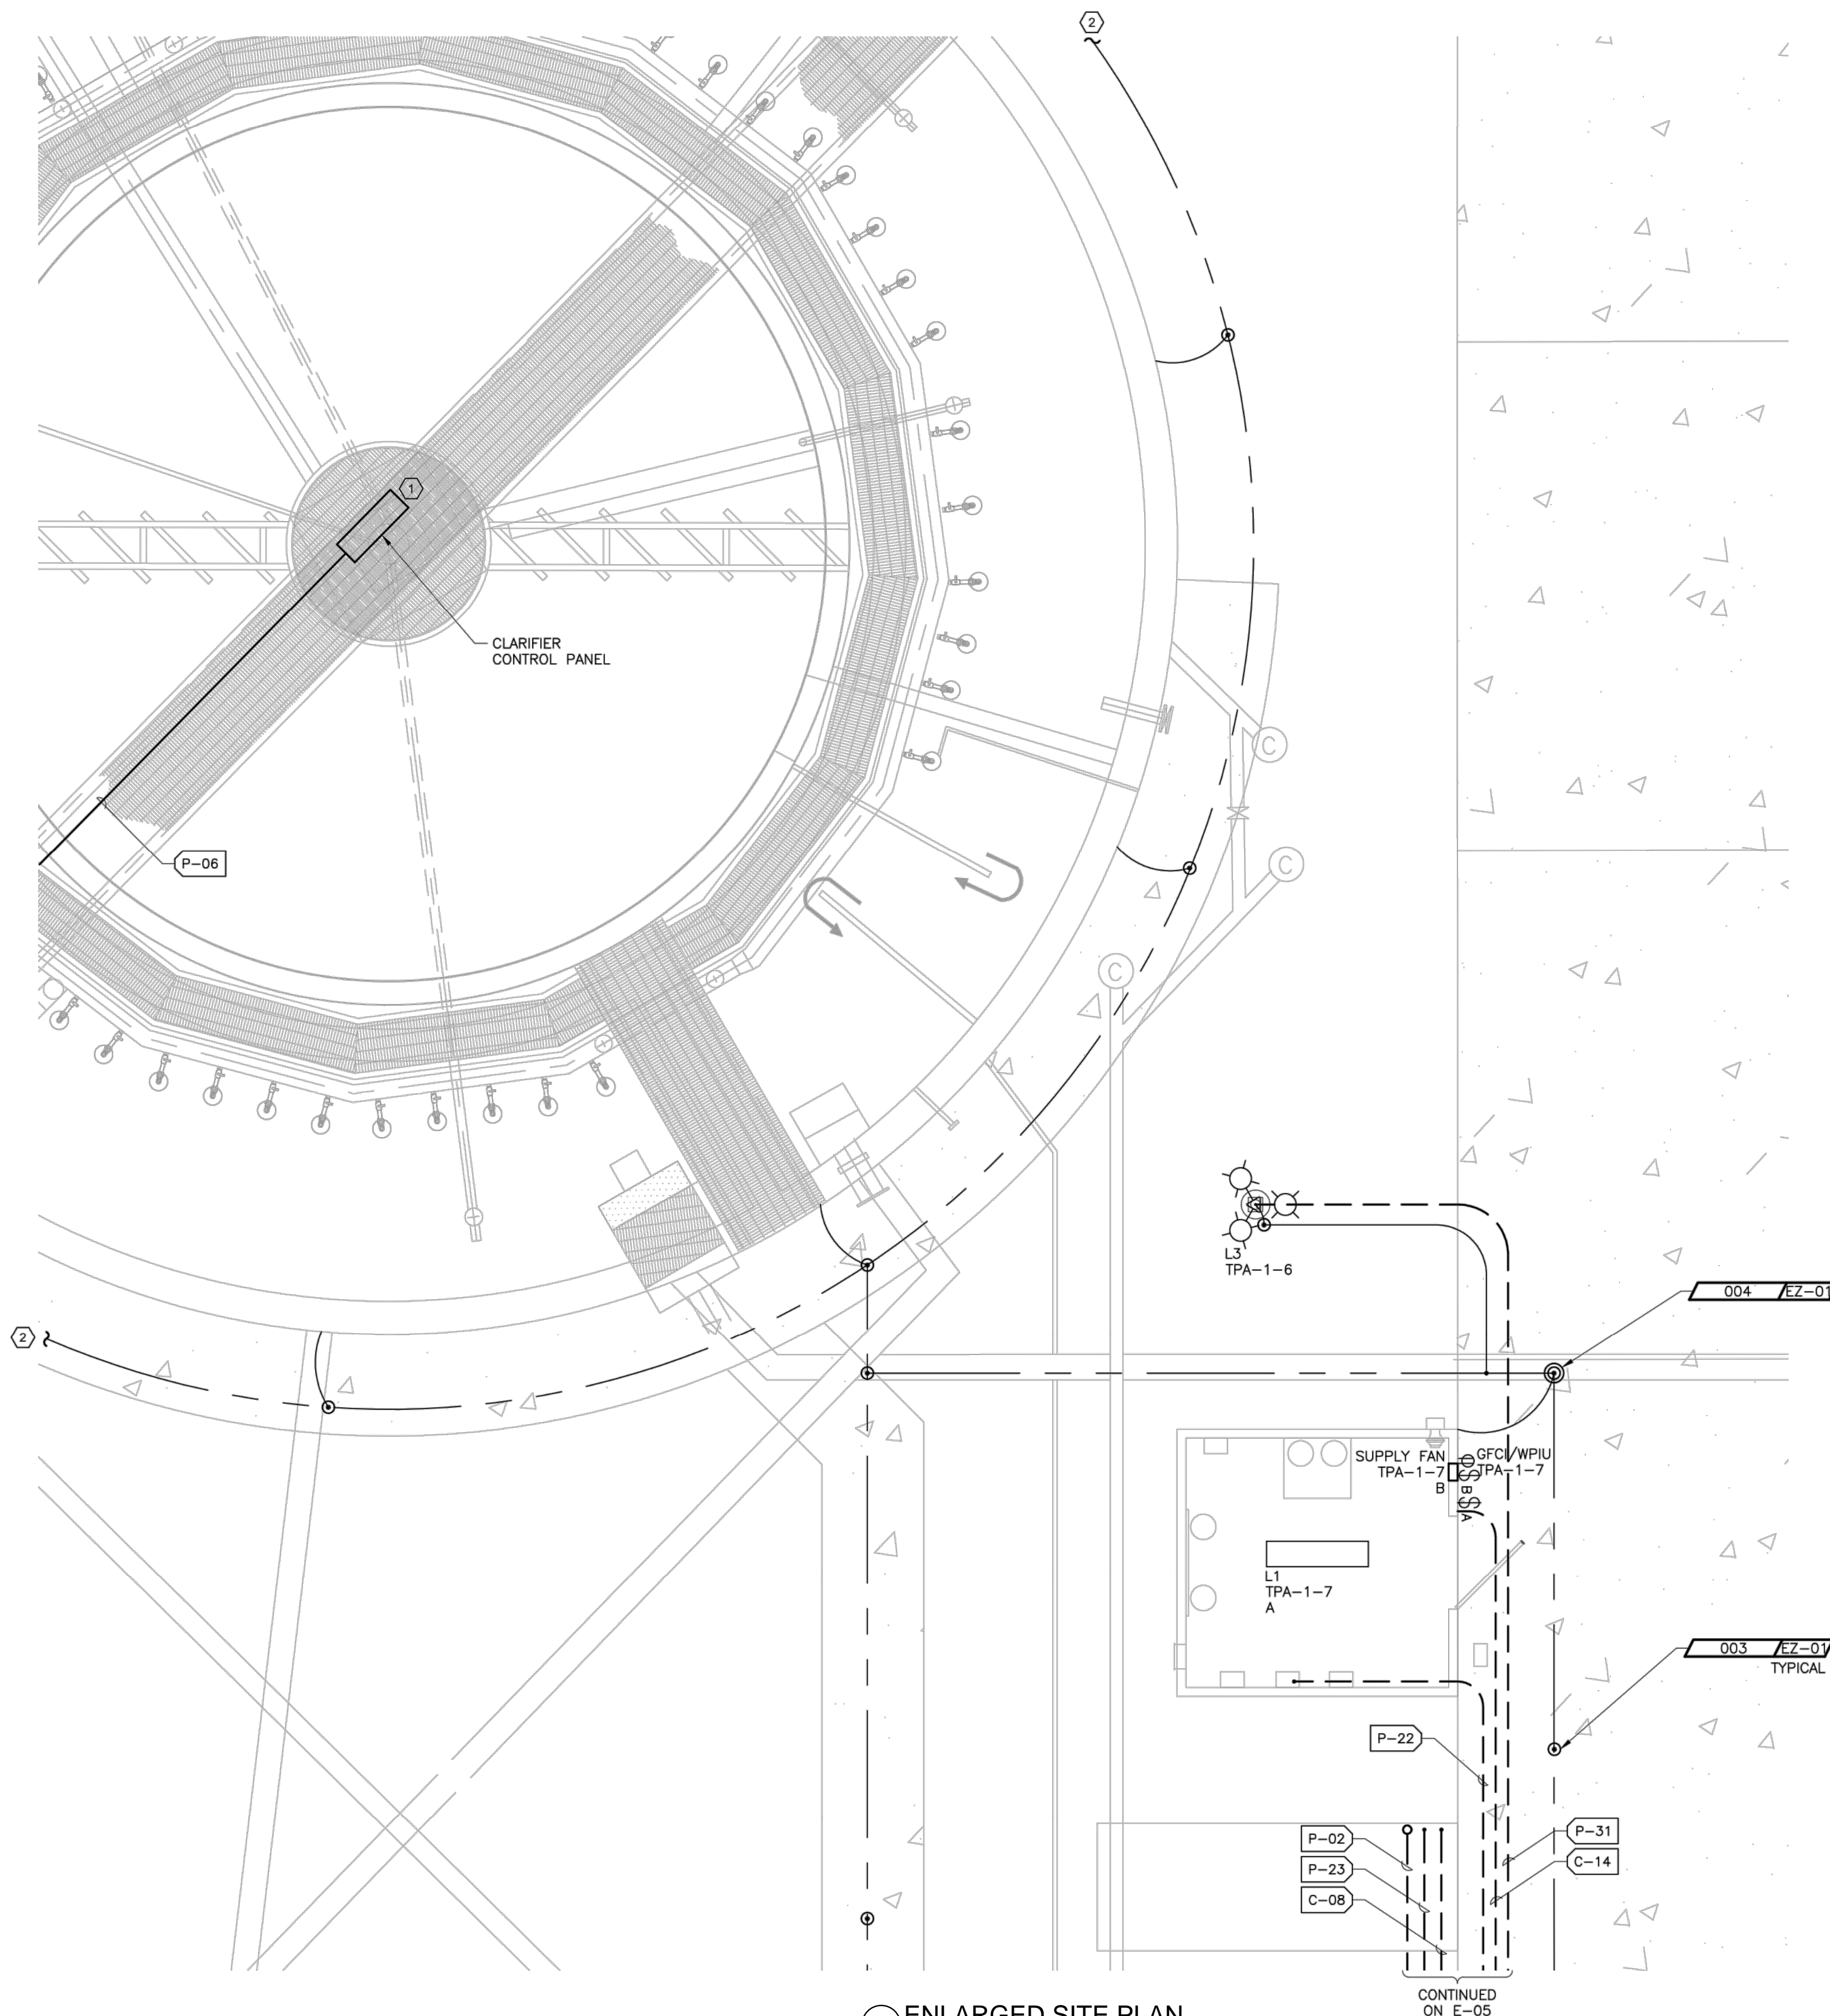 2
1
CLARIFIER
CONTROL PANEL
C
P-06
C
C
L3
TPA-1-6
004 EZ-01
2
SUPPLY FAN
TPA-1-7
B
GFCI/WPIU
TPA-1-7
S
B
S
S
A
L1
TPA-1-7
A
003 EZ-01
TYPICAL
P-22
P-02
P-23
C-08
P-31
C-14
CONTINUED
ON E-05
ENLARGED SITE PLAN